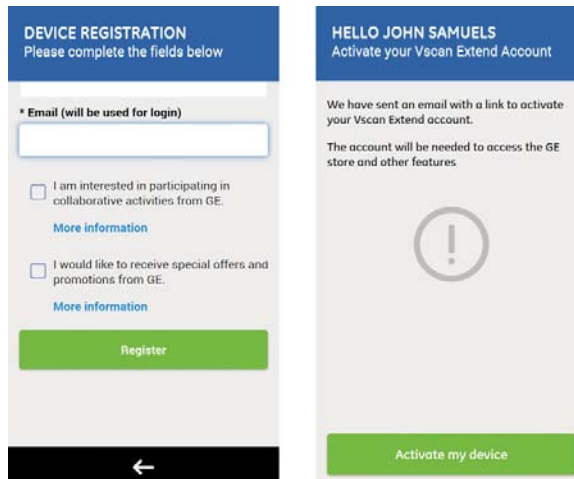 DEVICE REGISTRATION
Please complete the fields below
* Email (will be used for login)
I am interested in participating in
collaborative activities from GE.
More information
I would like to receive special offers and
promotions from GE.
More information
Register
HELLO JOHN SAMUELS
Activate your Vscan Extend Account
We have sent an email with a link to activate
your Vscan Extend account.
The account will be needed to access the GE
store and other features
Activate my device